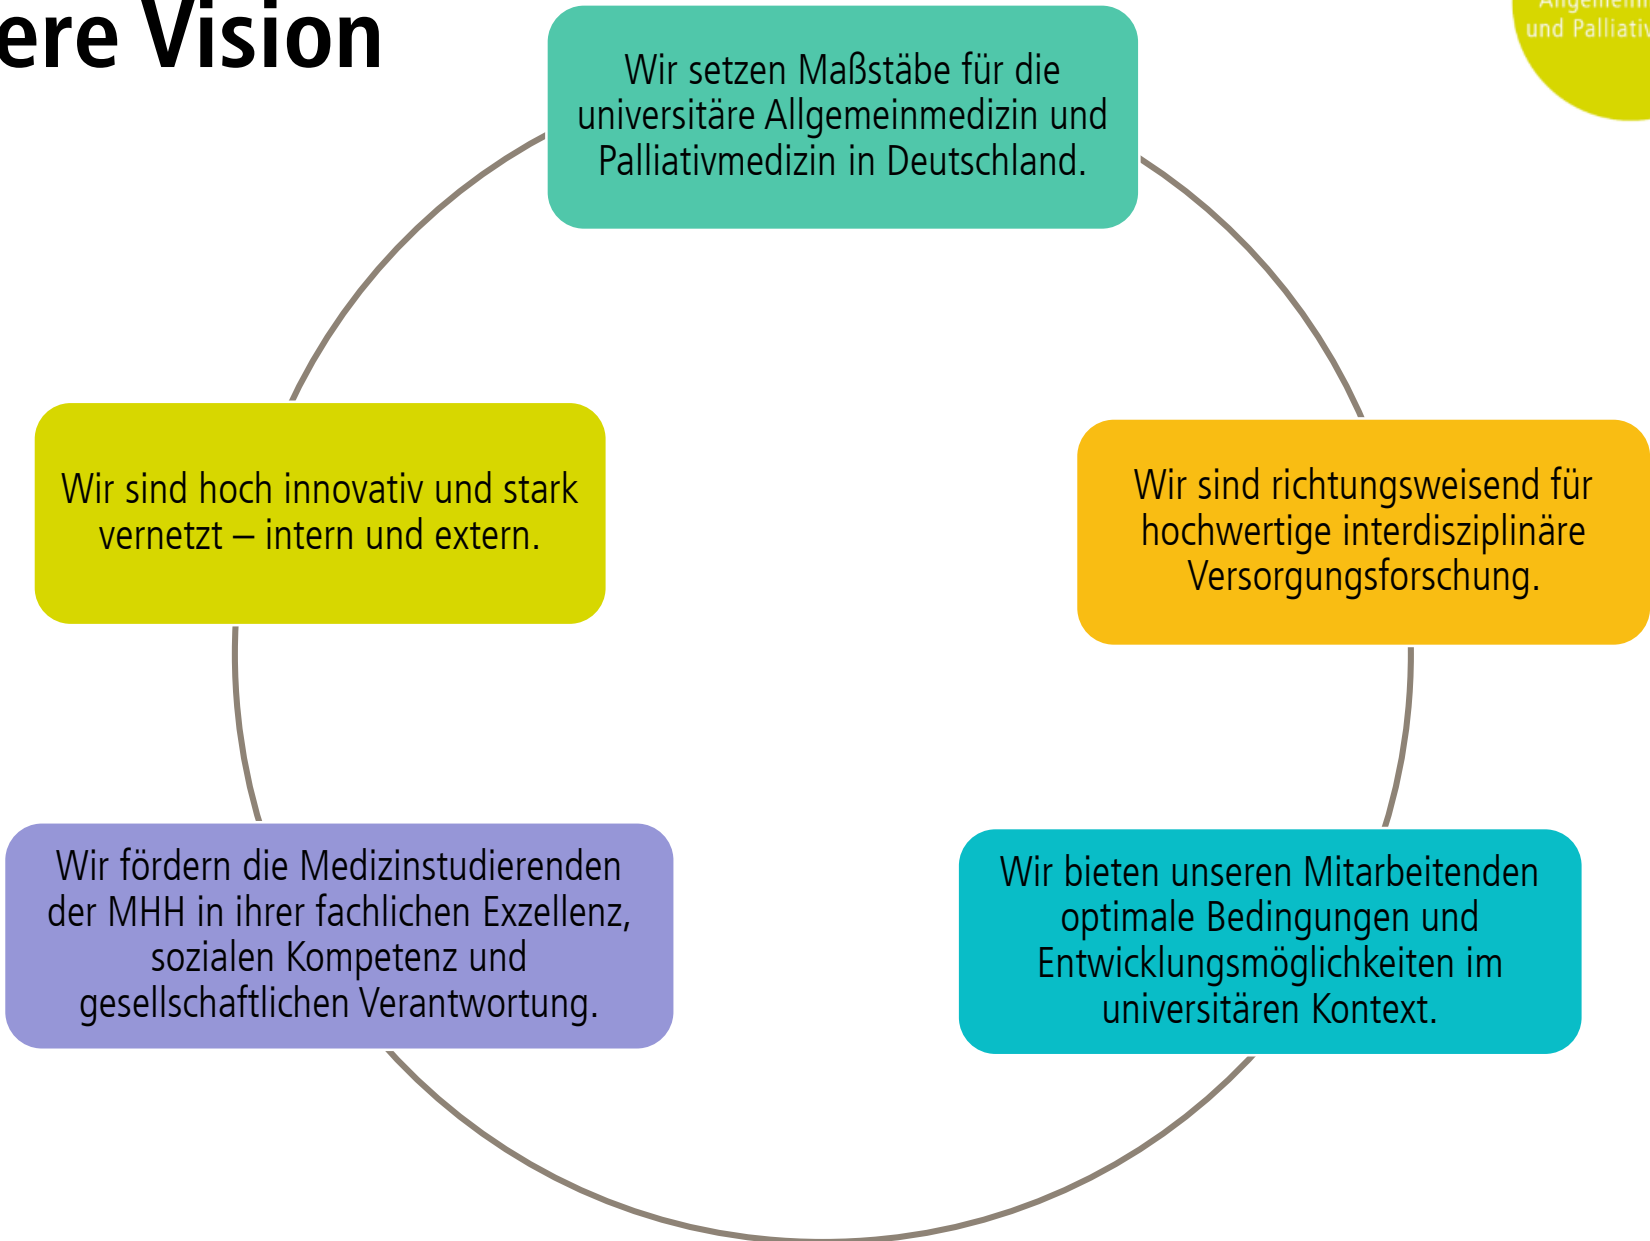 ere Vision
und Palliativ
Wir setzen Maßstäbe für die
universitäre Allgemeinmedizin und
Palliativmedizin in Deutschland.
Wir sind hoch innovativ und stark
vernetzt – intern und extern.
Wir sind richtungsweisend für
hochwertige interdisziplinäre
Versorgungsforschung.
Wir fördern die Medizinstudierenden
der MHH in ihrer fachlichen Exzellenz,
sozialen Kompetenz und
gesellschaftlichen Verantwortung.
Wir bieten unseren Mitarbeitenden
optimale Bedingungen und
Entwicklungsmöglichkeiten im
universitären Kontext.